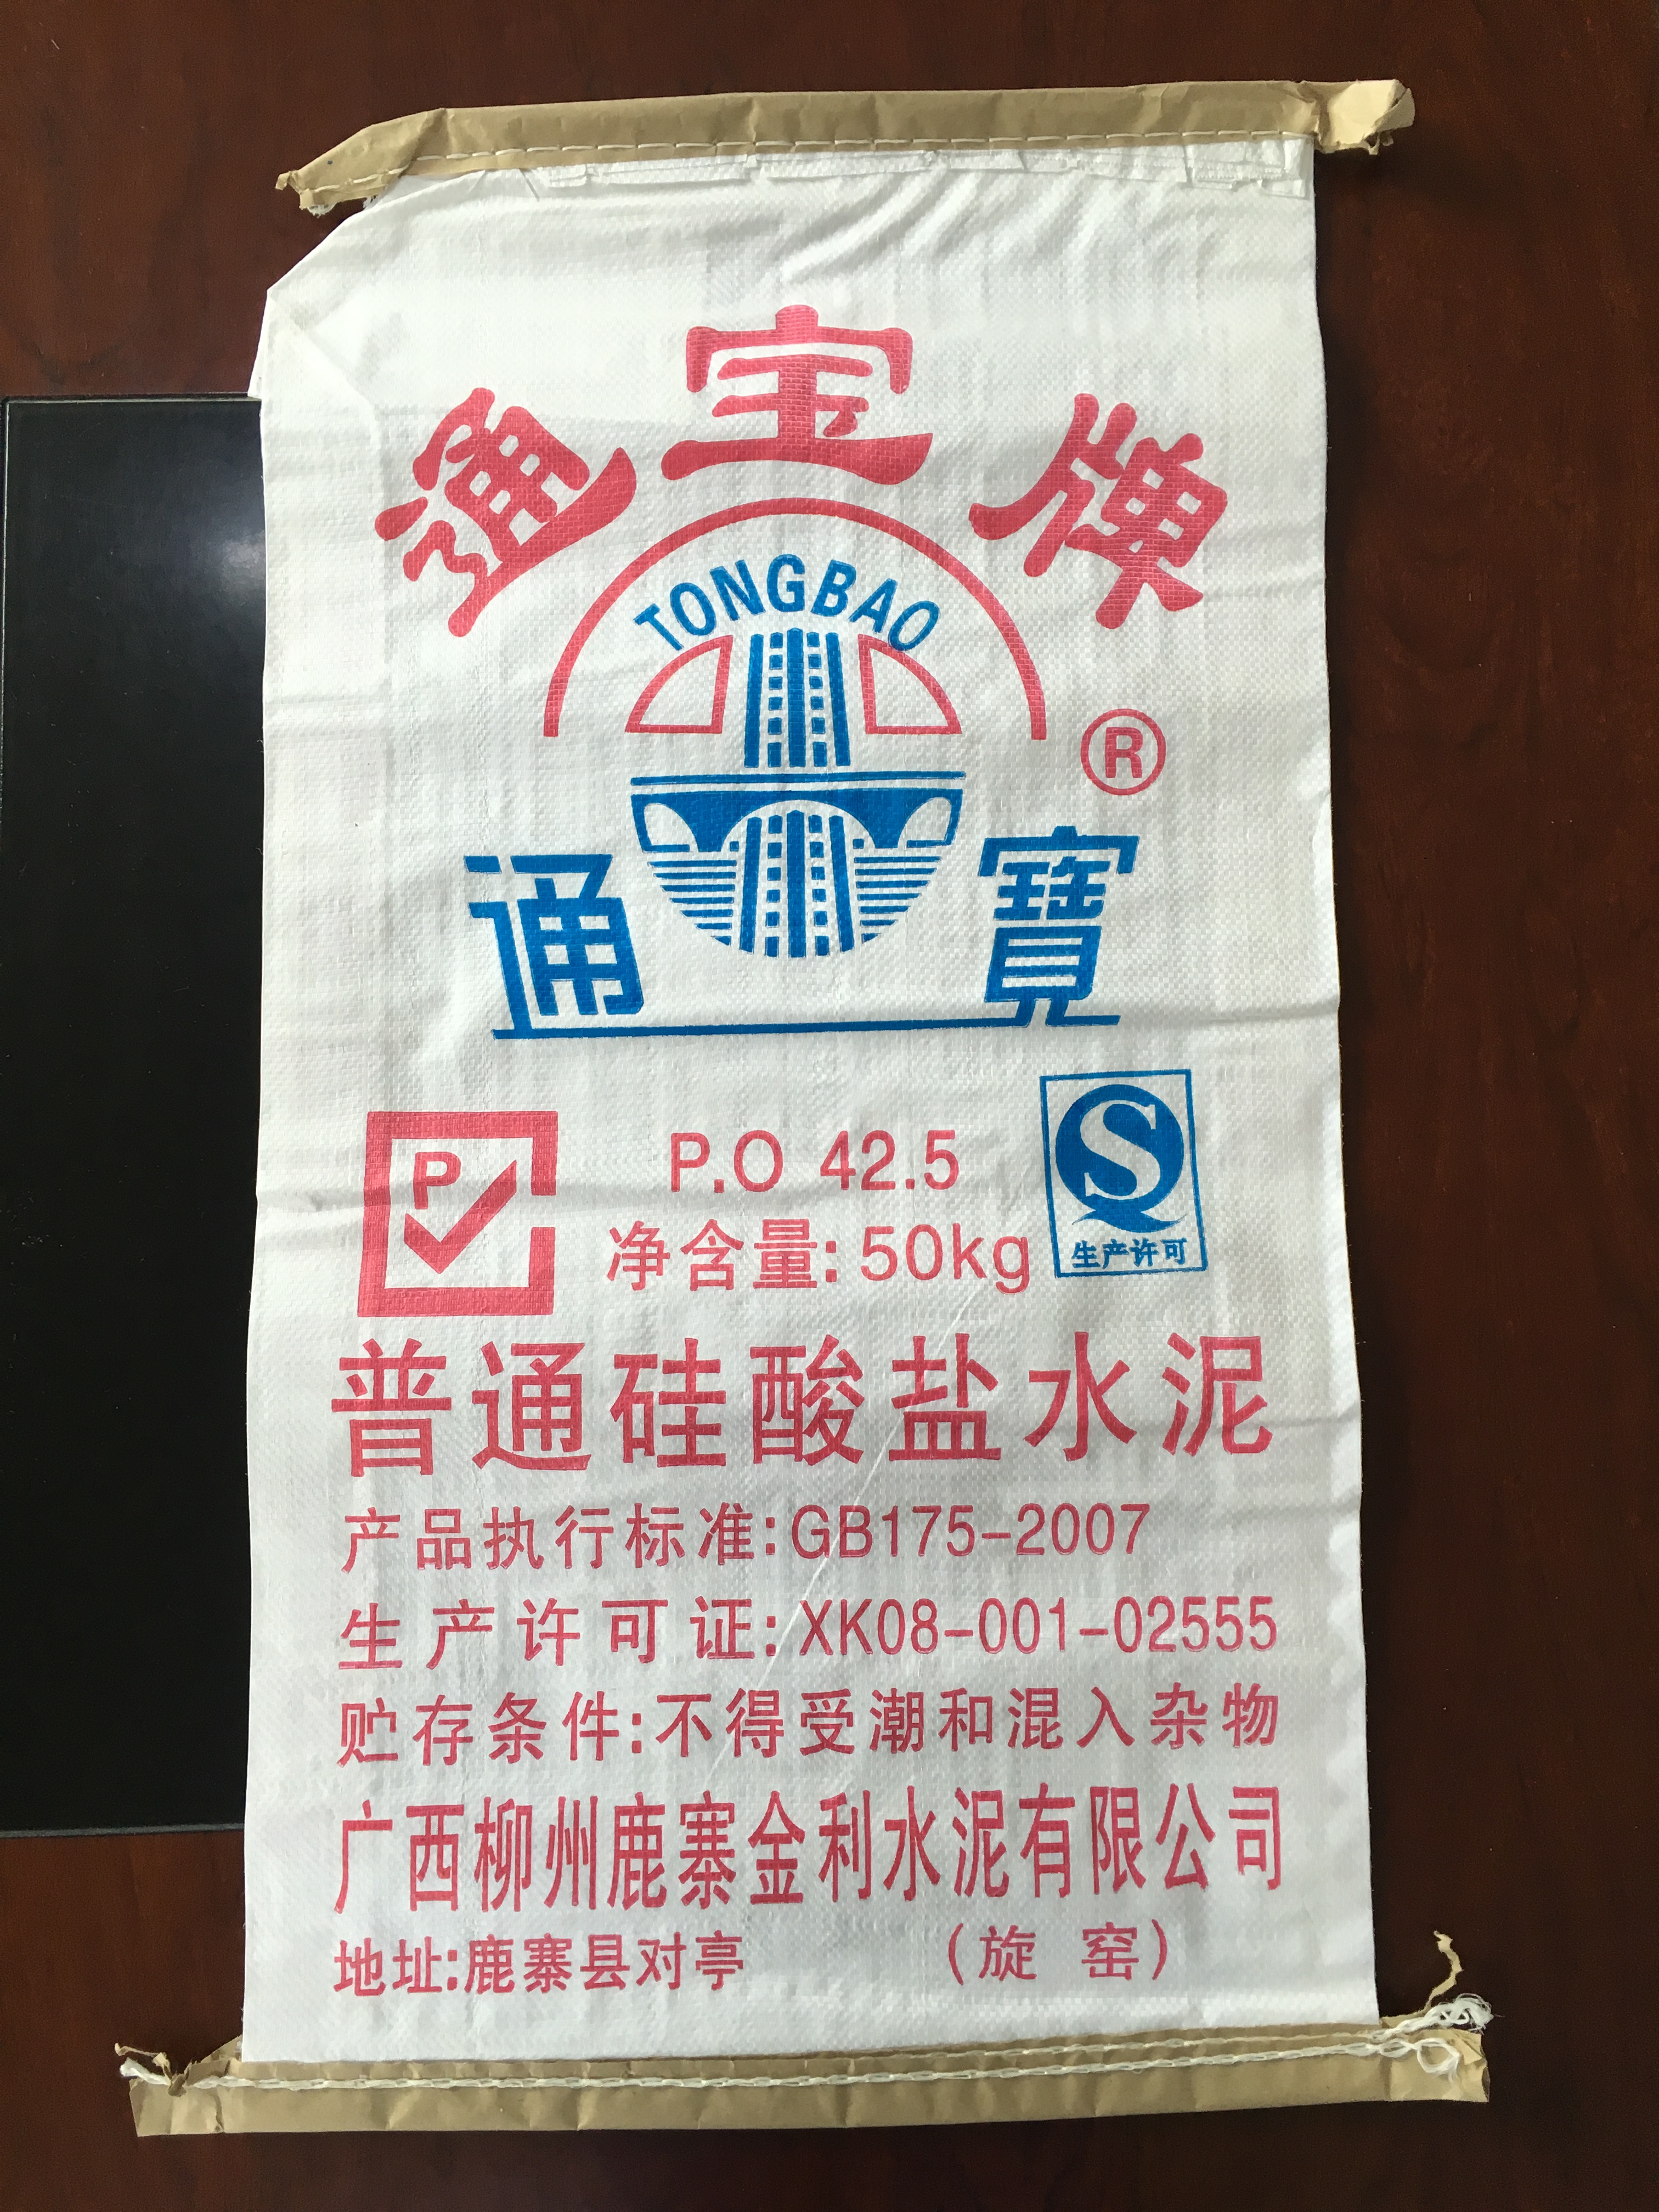 通宝牌
TONGBAO
®
通寶
P
P.O 42.5
净含量:50kg
S
生产许可
普通硅酸盐水泥
产品执行标准:GB175-2007
生产许可证:XK08-001-02555
贮存条件:不得受潮和混入杂物
广西柳州鹿寨金利水泥有限公司
地址:鹿寨县对亭 (旋窑)